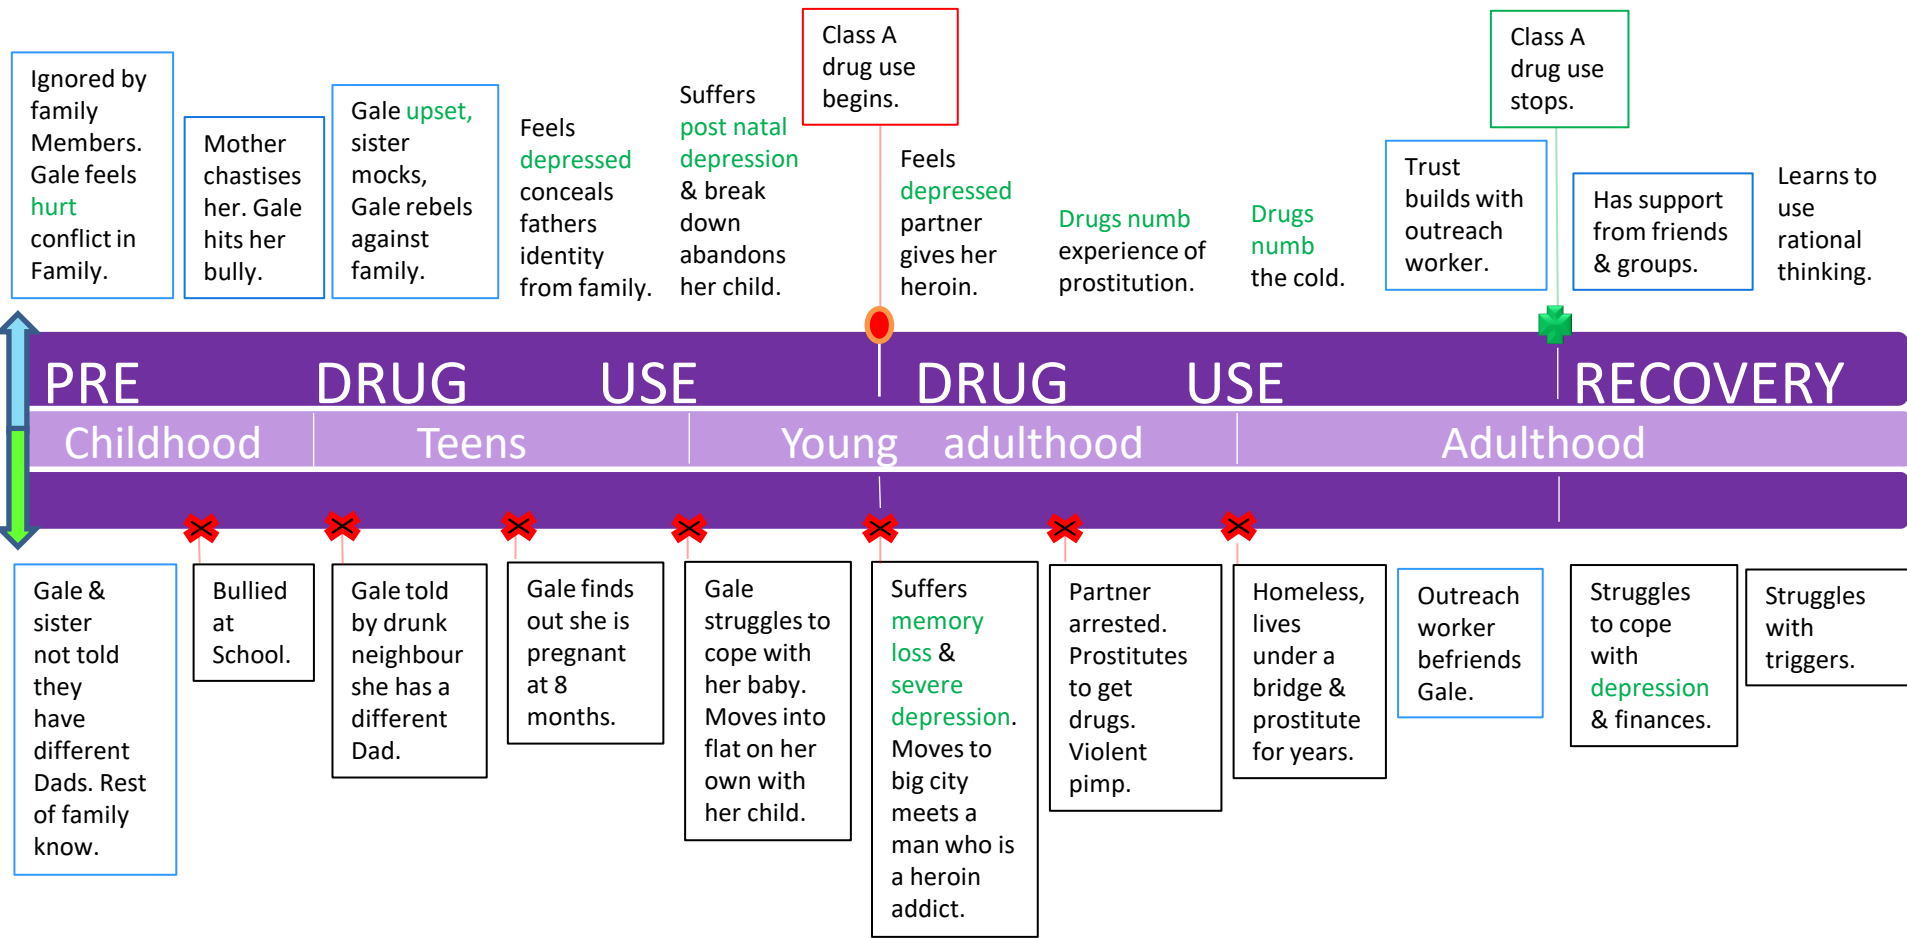 Ignored by
family
Members.
Gale feels
hurt
conflict in
Family.
Mother
chastises
her. Gale
hits her
bully.
Gale upset,
sister
mocks,
Gale rebels
against
family.
Feels
depressed
conceals
fathers
identity
from family.
Suffers
post natal
depression
& break
down
abandons
her child.
Class A
drug use
begins.
Feels
depressed
partner
gives her
heroin.
Drugs numb
experience of
prostitution.
Drugs
numb
the cold.
Trust
builds with
outreach
worker.
Class A
drug use
stops.
Has support
from friends
& groups.
Learns to
use
rational
thinking.
PRE DRUG USE DRUG USE RECOVERY
Childhood Teens Young adulthood Adulthood
Gale &
sister
not told
they
have
different
Dads. Rest
of family
know.
Bullied
at
School.
Gale told
by drunk
neighbour
she has a
different
Dad.
Gale finds
out she is
pregnant
at 8
months.
Gale
struggles to
cope with
her baby.
Moves into
flat on her
own with
her child.
Suffers
memory
loss &
severe
depression.
Moves to
big city
meets a
man who is
a heroin
addict.
Partner
arrested.
Prostitutes
to get
drugs.
Violent
pimp.
Homeless,
lives
under a
bridge &
prostitute
for years.
Outreach
worker
befriends
Gale.
Struggles
to cope
with
depression
& finances.
Struggles
with
triggers.